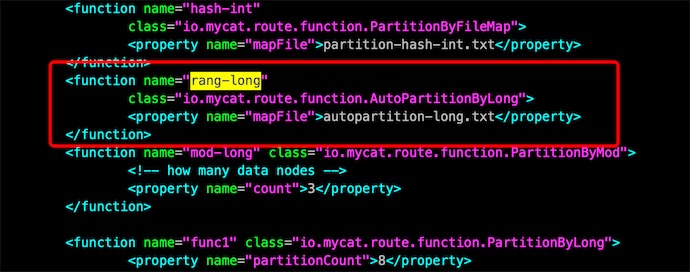 <function name="hash-int"
class="io.mycat.route.function.PartitionByFileMap">
<property name="mapFile">partition-hash-int.txt</property>
</function>
<function name="rang-long"
class="io.mycat.route.function.AutoPartitionByLong">
<property name="mapFile">autopartition-long.txt</property>
</function>
<function name="mod-long" class="io.mycat.route.function.PartitionByMod">
<!-- how many data nodes -->
<property name="count">3</property>
</function>
<function name="func1" class="io.mycat.route.function.PartitionByLong">
<property name="partitionCount">8</property>